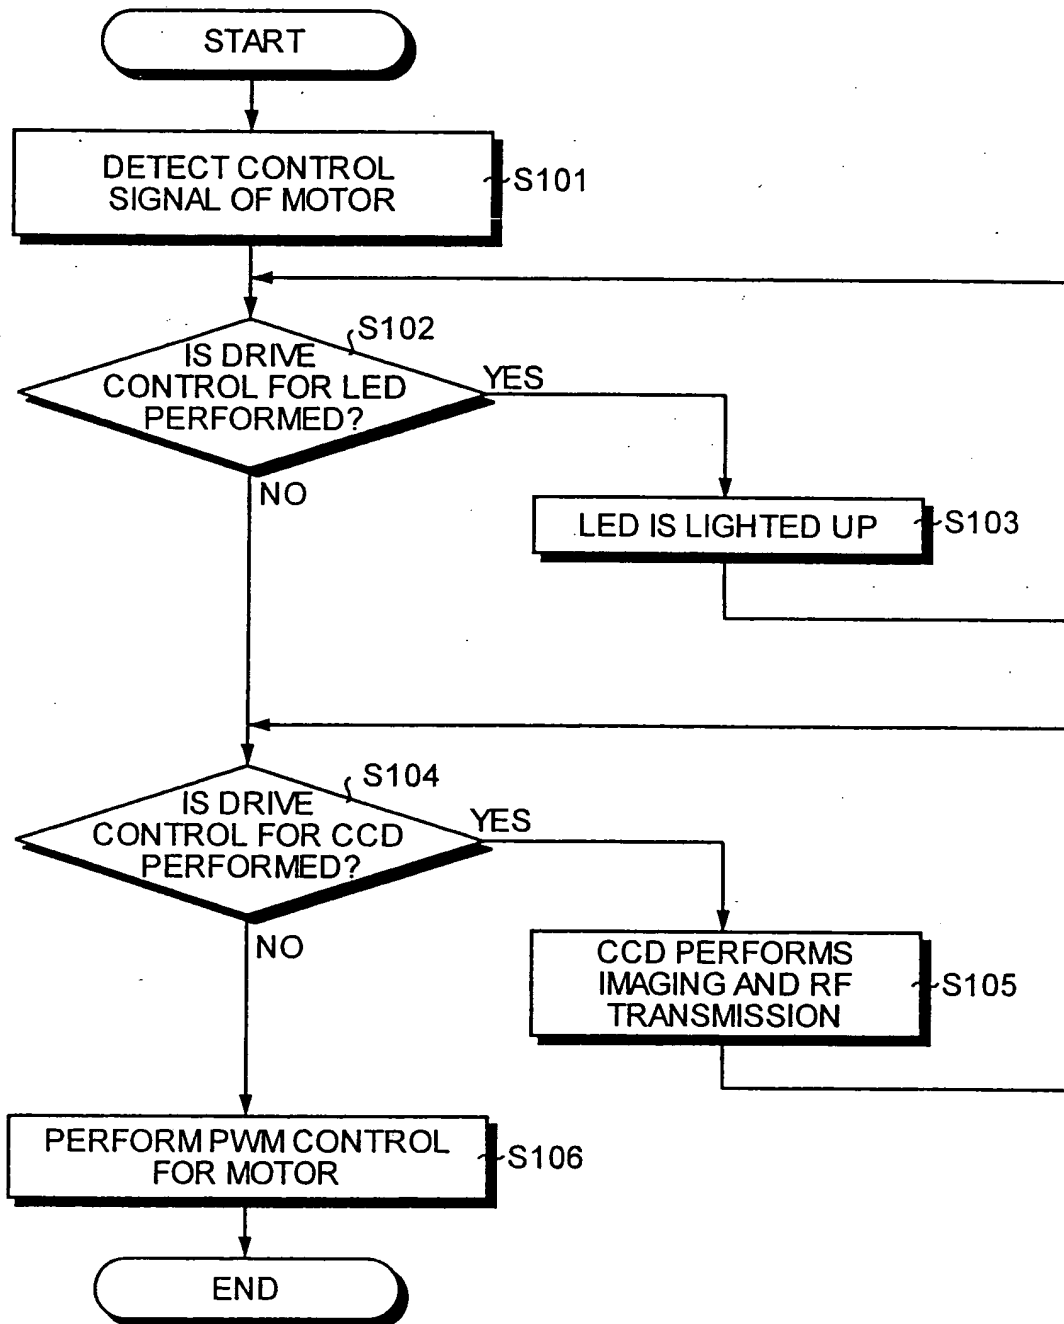 START
DETECT CONTROL
SIGNAL OF MOTOR
S101
S102
IS DRIVE
CONTROL FOR LED
PERFORMED?
YES
NO
LED IS LIGHTED UP
S103
S104
IS DRIVE
CONTROL FOR CCD
PERFORMED?
YES
NO
CCD PERFORMS
IMAGING AND RF
TRANSMISSION
S105
PERFORM PWM CONTROL
FOR MOTOR
S106
END